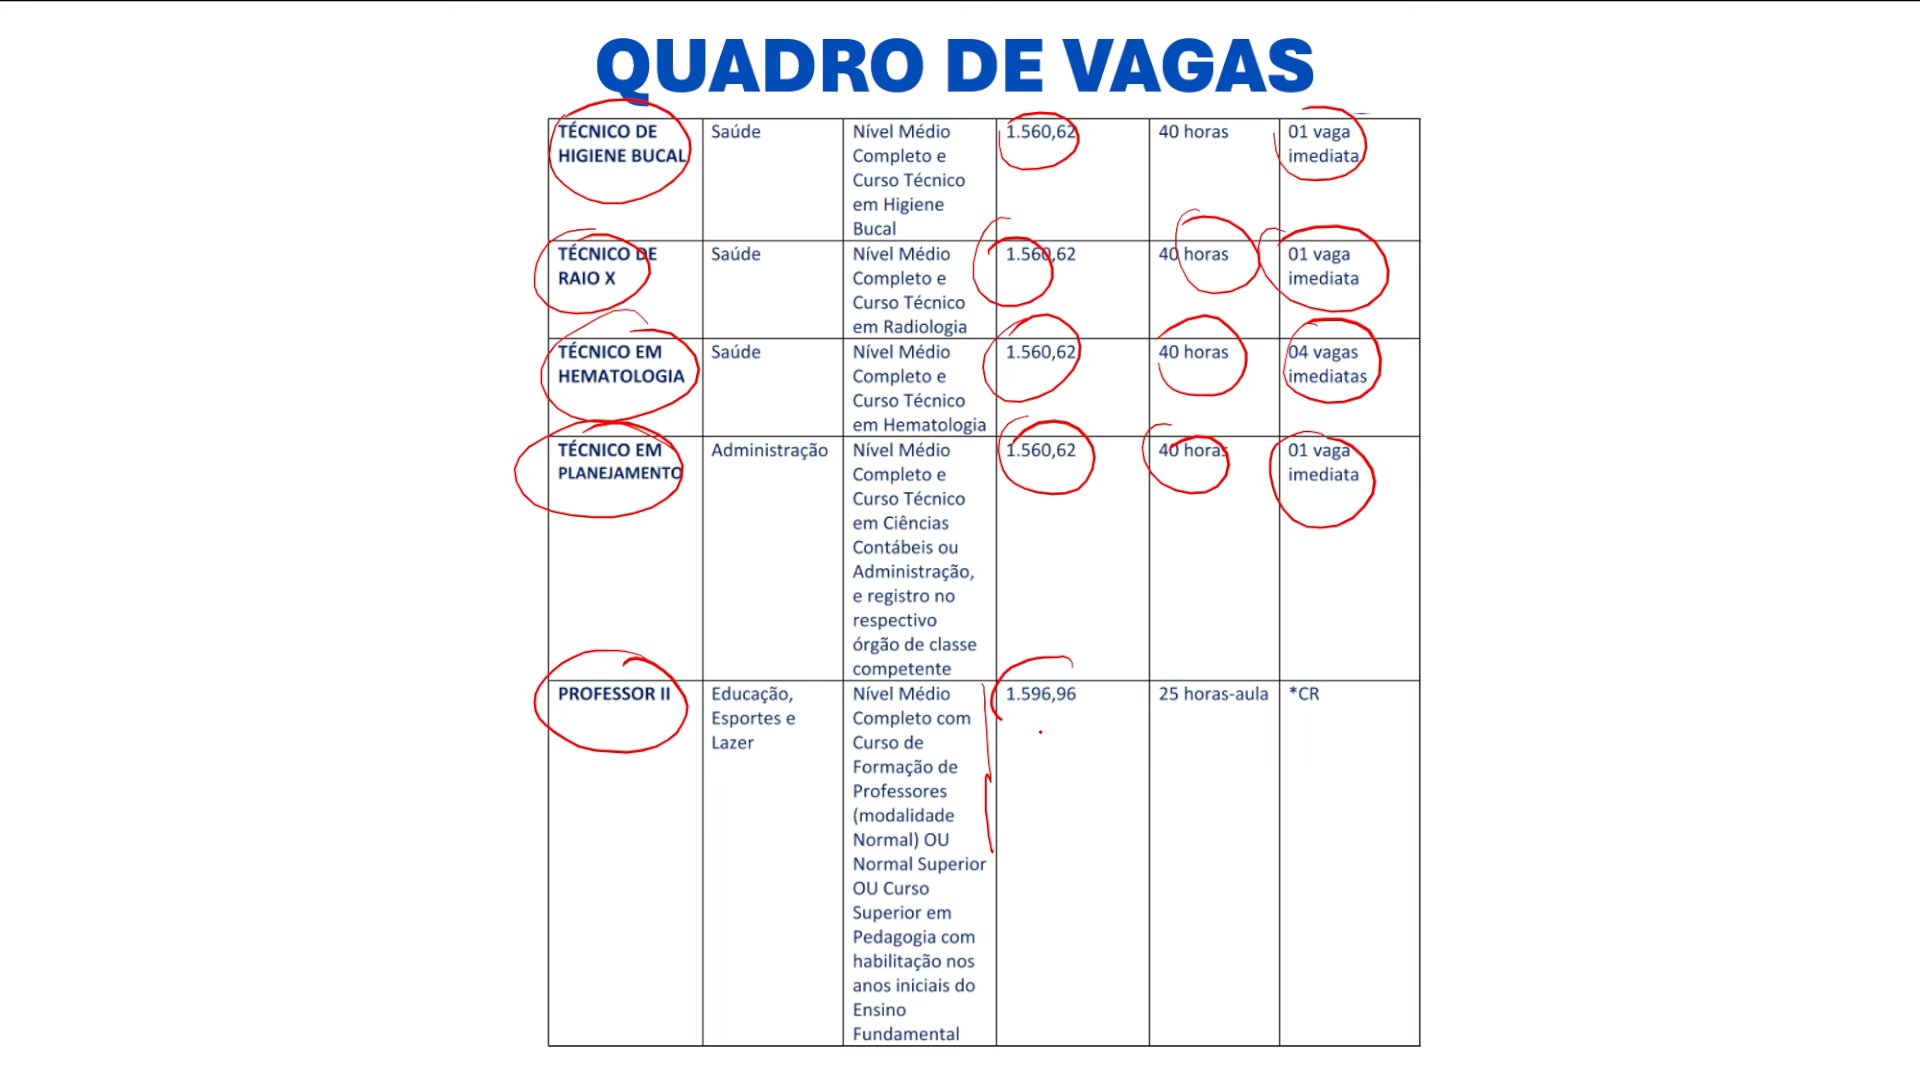 QUADRO DE VAGAS
TÉCNICO DE
HIGIENE BUCAL
Saúde
Nível Médio
Completo e
Curso Técnico
em Higiene
Bucal
1.560,62
40 horas
01 vaga
imediata
TÉCNICO DE
RAIO X
Saúde
Nível Médio
Completo e
Curso Técnico
em Radiologia
1.560,62
40 horas
01 vaga
imediata
TÉCNICO EM
HEMATOLOGIA
Saúde
Nível Médio
Completo e
Curso Técnico
em Hematologia
1.560,62
40 horas
04 vagas
imediatas
TÉCNICO EM
PLANEJAMENTO
Administração
Nível Médio
Completo e
Curso Técnico
em Ciências
Contábeis ou
Administração,
e registro no
respectivo
órgão de classe
competente
1.560,62
40 horas
01 vaga
imediata
PROFESSOR II
Educação,
Esportes e
Lazer
Nível Médio
Completo com
Curso de
Formação de
Professores
(modalidade
Normal) OU
Normal Superior
OU Curso
Superior em
Pedagogia com
habilitação nos
anos iniciais do
Ensino
Fundamental
1.596,96
25 horas-aula
*CR